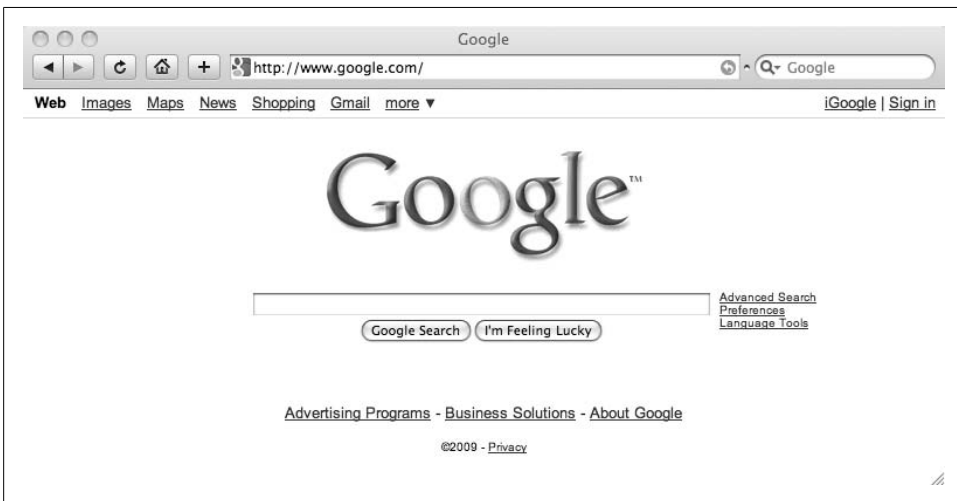 Google
http://www.google.com/ Google
Web Images Maps News Shopping Gmail more ▼ iGoogle | Sign in
Google™
Advanced Search
Preferences
Language Tools
Google Search I'm Feeling Lucky
Advertising Programs - Business Solutions - About Google
©2009 - Privacy